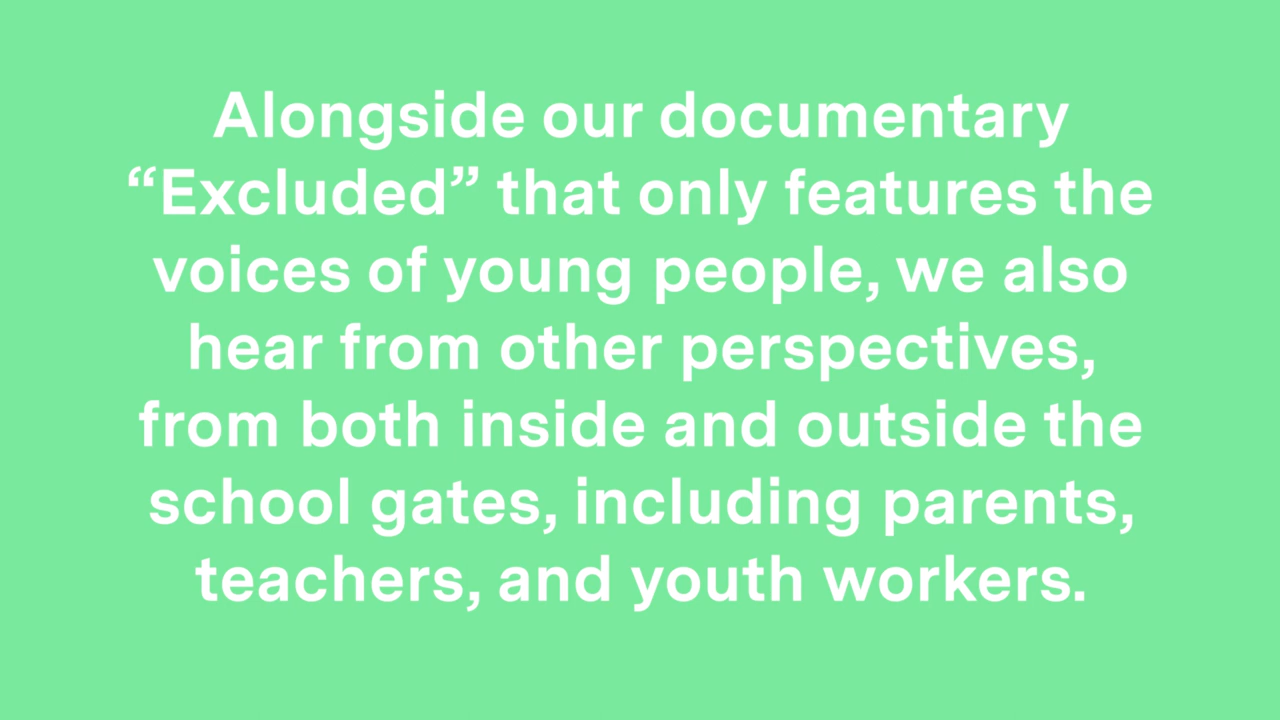 Alongside our documentary
“Excluded” that only features the
voices of young people, we also
hear from other perspectives,
from both inside and outside the
school gates, including parents,
teachers, and youth workers.